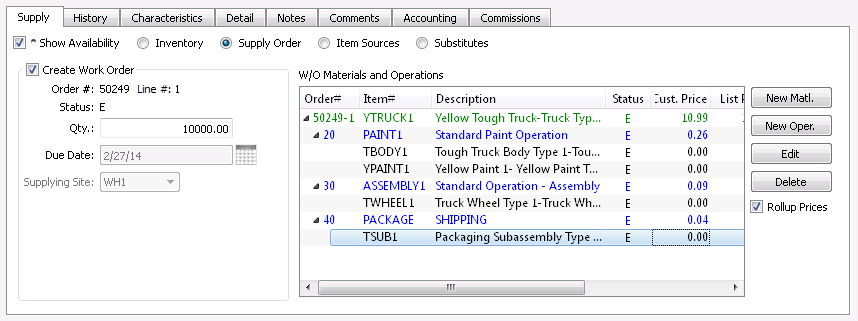 Supply History Characteristics Detail Notes Comments Accounting Commissions
^ Show Availability Inventory Supply Order Item Sources Substitutes
Create Work Order
Order #: 50249 Line #: 1
Status: E
Qty.: 10000.00
Due Date: 2/27/14
Supplying Site: WH1
W/O Materials and Operations
Order# Item# Description Status Cust. Price List
50249-1 YTRUCK1 Yellow Tough Truck-Truck Typ... E 10.99
20 PAINT1 Standard Paint Operation E 0.26
TBODY1 Tough Truck Body Type 1-Tou... E 0.00
YPAINT1 Yellow Paint 1- Yellow Paint T... E 0.00
30 ASSEMBLY1 Standard Operation - Assembly E 0.09
TWHEEL1 Truck Wheel Type 1-Truck Wh... E 0.00
40 PACKAGE SHIPPING E 0.04
TSUB1 Packaging Subassembly Type ... E 0.00
New Matl.
New Oper.
Edit
Delete
Rollup Prices